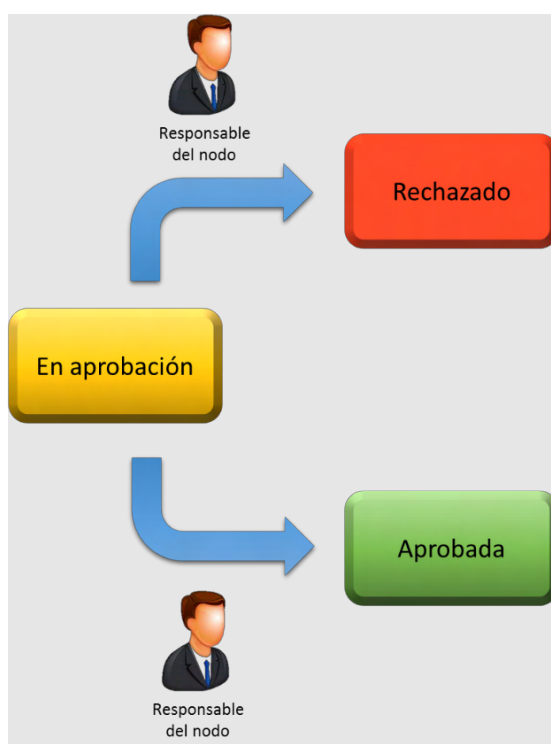 Responsable
del nodo
Rechazado
En aprobación
Aprobada
Responsable
del nodo